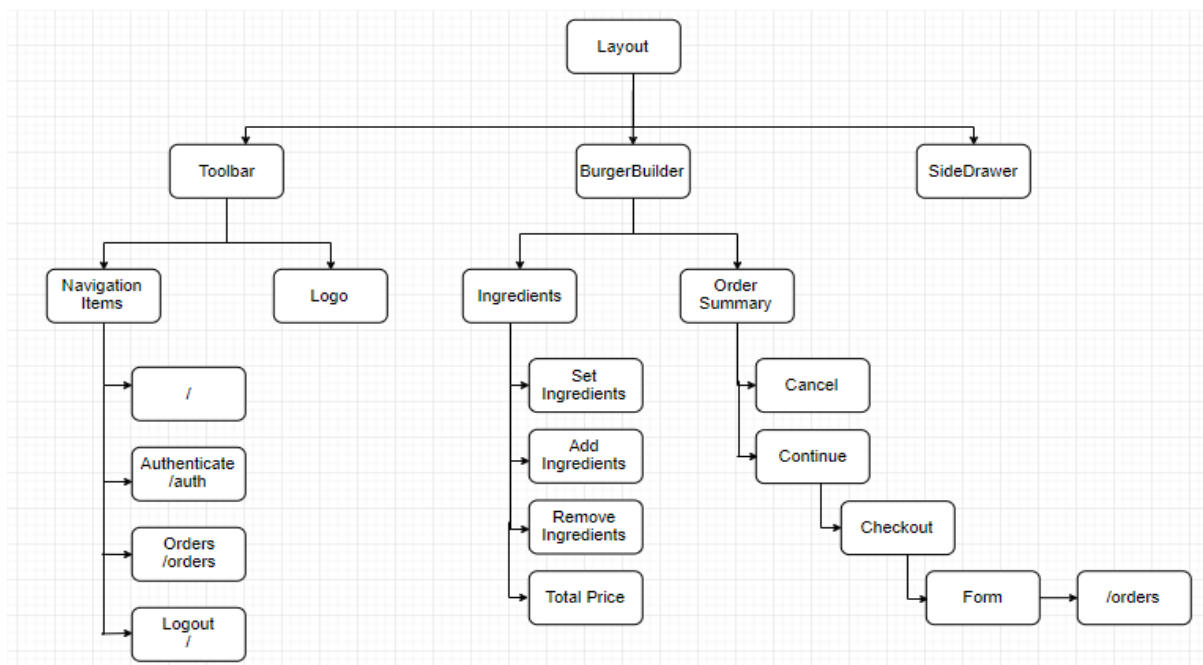 Layout
Toolbar
BurgerBuilder
SideDrawer
Navigation
Items
Logo
Ingredients
Order
Summary
/
Authenticate
/auth
Orders
/orders
Logout
/
Set
Ingredients
Add
Ingredients
Remove
Ingredients
Total Price
Cancel
Continue
Checkout
Form
/orders